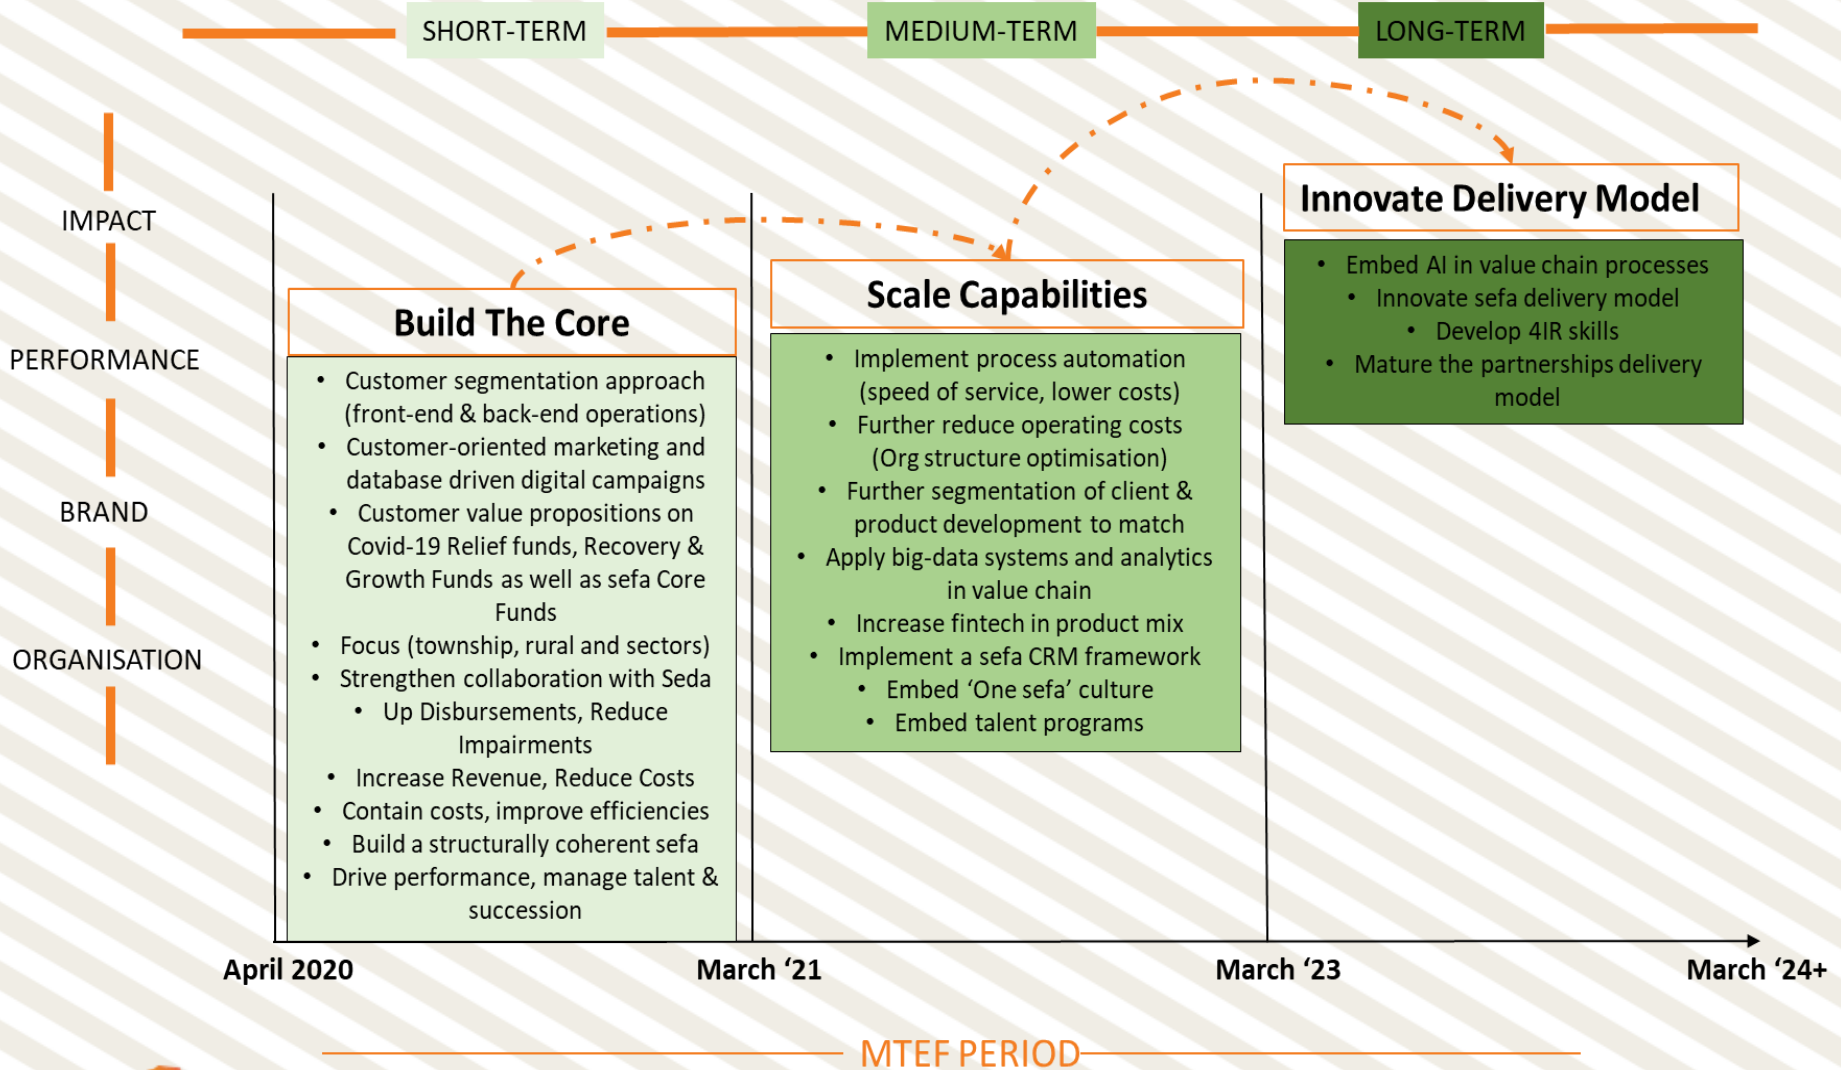 SHORT-TERM
MEDIUM-TERM
LONG-TERM
IMPACT
PERFORMANCE
BRAND
ORGANISATION
Build The Core
• Customer segmentation approach
(front-end & back-end operations)
• Customer-oriented marketing and
database driven digital campaigns
• Customer value propositions on
Covid-19 Relief funds, Recovery &
Growth Funds as well as sefa Core
Funds
• Focus (township, rural and sectors)
• Strengthen collaboration with Seda
• Up Disbursements, Reduce
Impairments
• Increase Revenue, Reduce Costs
• Contain costs, improve efficiencies
• Build a structurally coherent sefa
• Drive performance, manage talent &
succession
Scale Capabilities
• Implement process automation
(speed of service, lower costs)
• Further reduce operating costs
(Org structure optimisation)
• Further segmentation of client &
product development to match
• Apply big-data systems and analytics
in value chain
• Increase fintech in product mix
• Implement a sefa CRM framework
• Embed ‘One sefa’ culture
• Embed talent programs
Innovate Delivery Model
• Embed AI in value chain processes
• Innovate sefa delivery model
• Develop 4IR skills
• Mature the partnerships delivery
model
April 2020
March ‘21
March ‘23
March ‘24+
MTEF PERIOD